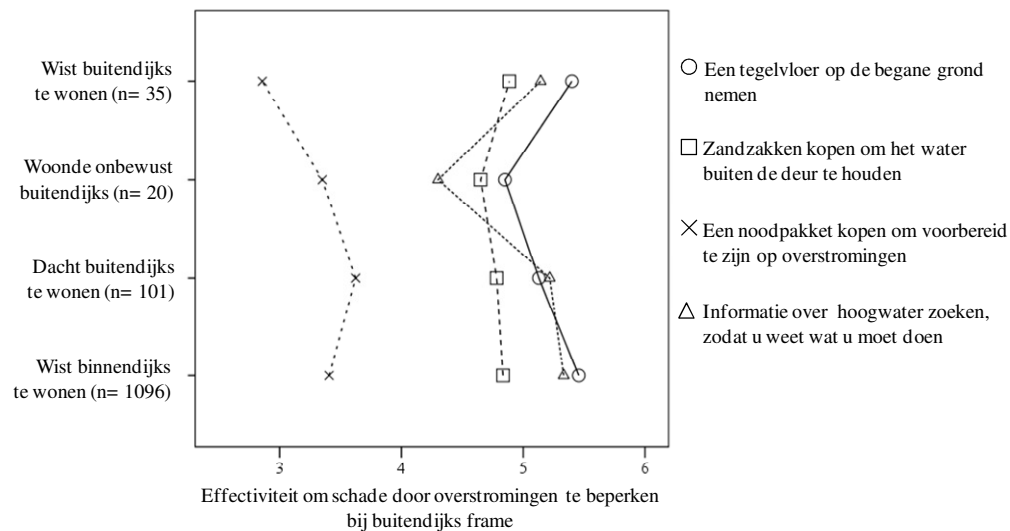 Wist buitendijks
te wonen (n= 35)
Woonde onbewust
buitendijks (n= 20)
Dacht buitendijks
te wonen (n= 101)
Wist binnendijks
te wonen (n= 1096)
3 4 5 6
Effectiviteit om schade door overstromingen te beperken
bij buitendijks frame
Een tegelvloer op de begane grond
nemen
Zandzakken kopen om het water
buiten de deur te houden
Een noodpakket kopen om voorbereid
te zijn op overstromingen
Informatie over hoogwater zoeken,
zodat u weet wat u moet doen